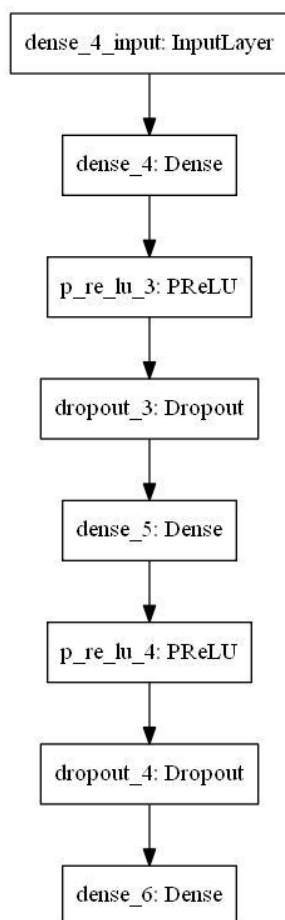 dense_4_input: InputLayer
dense_4: Dense
p_re_lu_3: PReLU
dropout_3: Dropout
dense_5: Dense
p_re_lu_4: PReLU
dropout_4: Dropout
dense_6: Dense